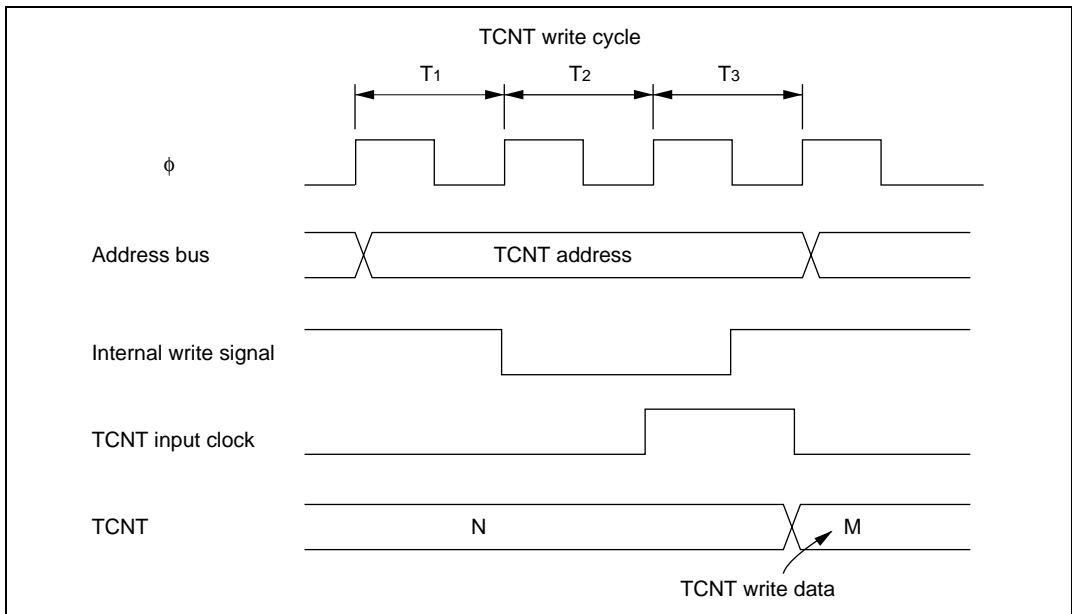 TCNT write cycle
T1 T2 T3
ϕ
Address bus TCNT address
Internal write signal
TCNT input clock
TCNT N M
TCNT write data